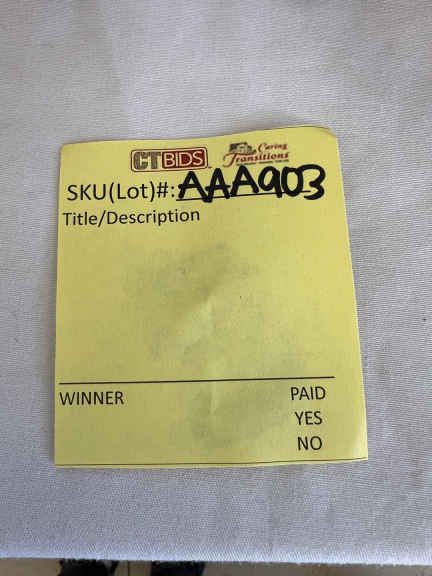 CTBIDS
Caring
Transitions
SKU(Lot)#: AAA903
Title/Description
WINNER PAID
YES
NO